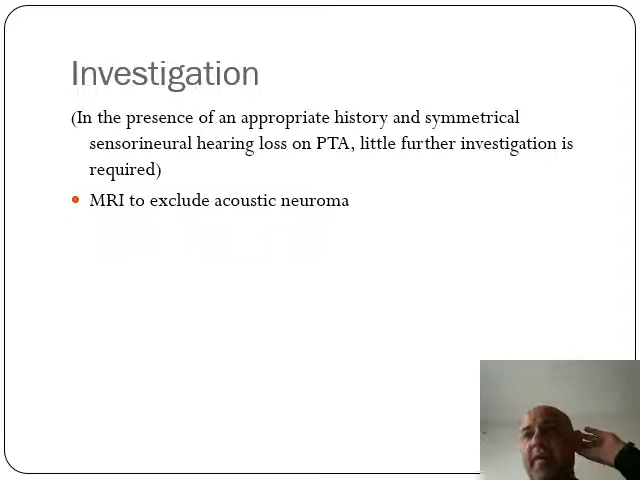 Investigation
(In the presence of an appropriate history and symmetrical
sensorineural hearing loss on PTA, little further investigation is
required)
MRI to exclude acoustic neuroma